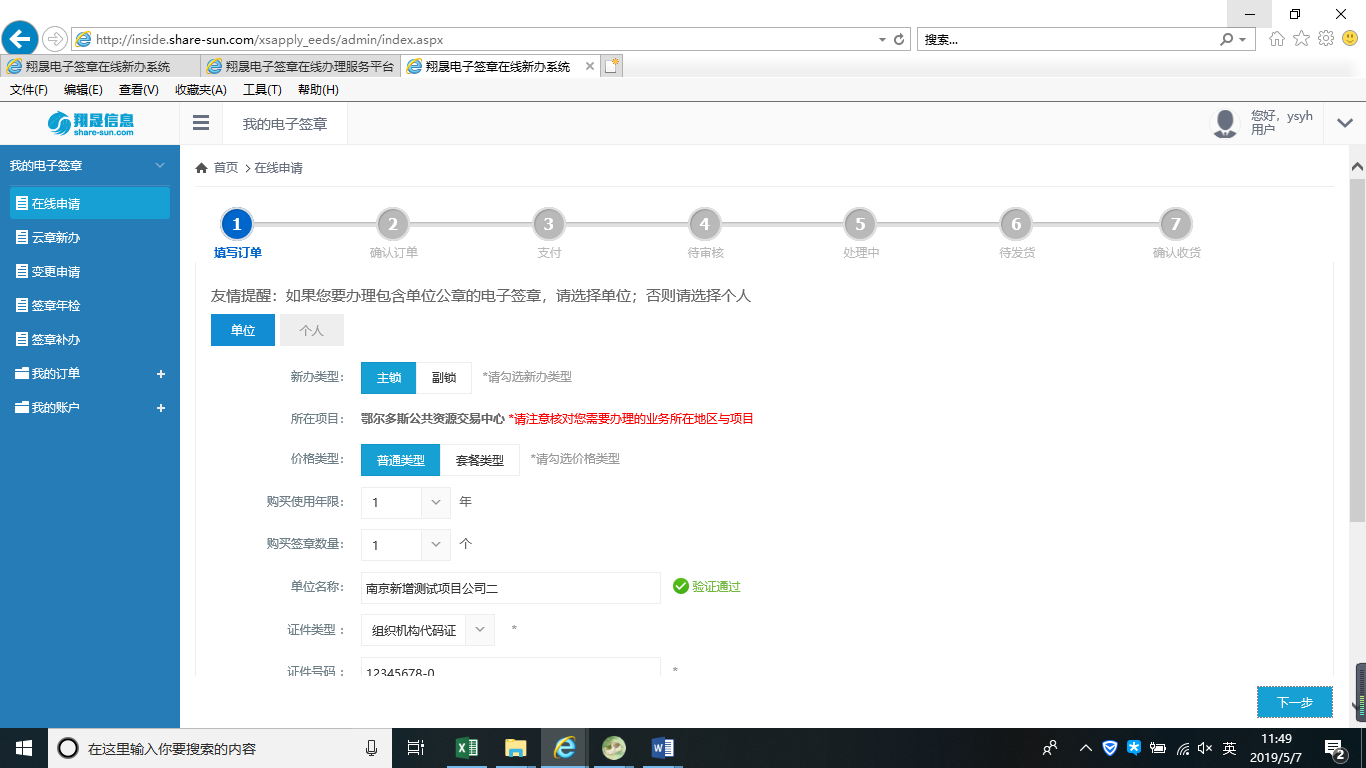 http://inside.share-sun.com/xsapply_eeds/admin/index.aspx
搜索...
翔晟电子签章在线新办系统
翔晟电子签章在线办理服务平台
翔晟电子签章在线新办系统
文件(F) 编辑(E) 查看(V) 收藏夹(A) 工具(T) 帮助(H)
翔晟信息
share-sun.com
我的电子签章
您好，ysyh
用户
我的电子签章
在线申请
云章新办
变更申请
签章年检
签章补办
我的订单 +
我的账户 +
首页 > 在线申请
1 2 3 4 5 6 7
填写订单 确认订单 支付 待审核 处理中 待发货 确认收货
友情提醒：如果您要办理包含单位公章的电子签章，请选择单位；否则请选择个人
单位 个人
新办类型： 主锁 副锁 *请勾选新办类型
所在项目： 鄂尔多斯公共资源交易中心 *请注意核对您需要办理的业务所在地区与项目
价格类型： 普通类型 套餐类型 *请勾选价格类型
购买使用年限： 1 年
购买签章数量： 1 个
单位名称： 南京新增测试项目公司二 验证通过
证件类型： 组织机构代码证 *
证件号码： 12345678-0 *
下一步
在这里输入你要搜索的内容
英
11:49
2019/5/7
2